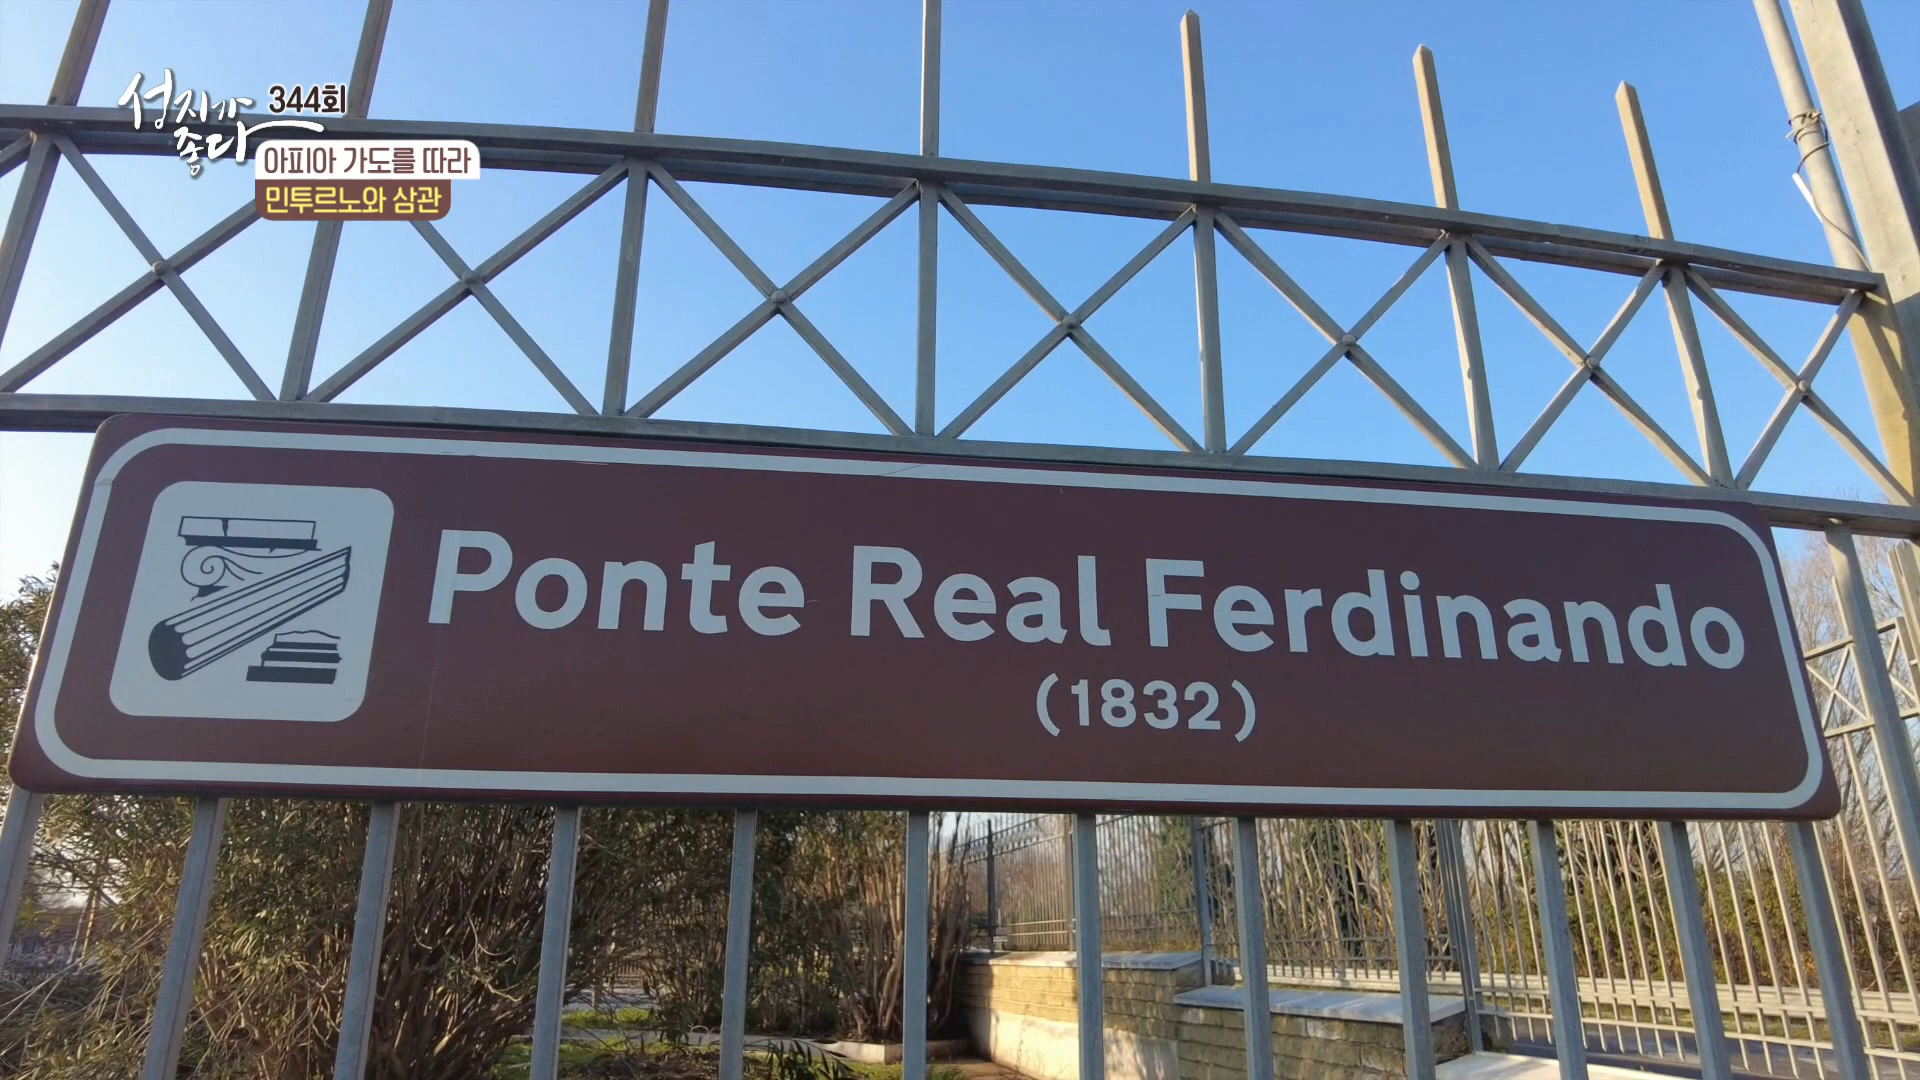 성지가 좋다 344회
아피아 가도를 따라
민투르노와 삼관
Ponte Real Ferdinando
(1832)